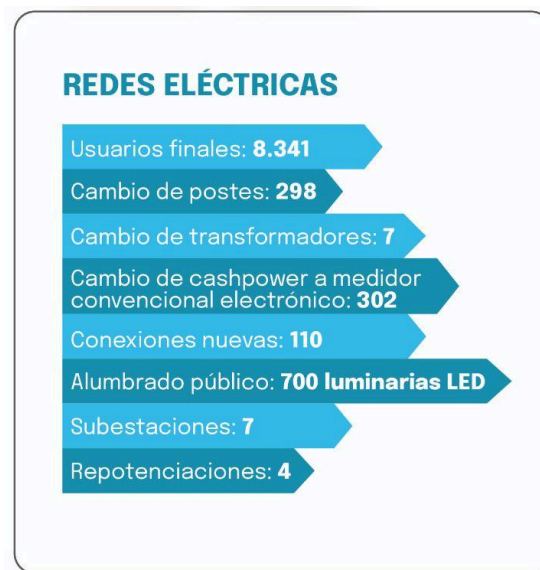 REDES ELÉCTRICAS
Usuarios finales: 8.341
Cambio de postes: 298
Cambio de transformadores: 7
Cambio de cashpower a medidor
convencional electrónico: 302
Conexiones nuevas: 110
Alumbrado público: 700 luminarias LED
Subestaciones: 7
Repotenciaciones: 4